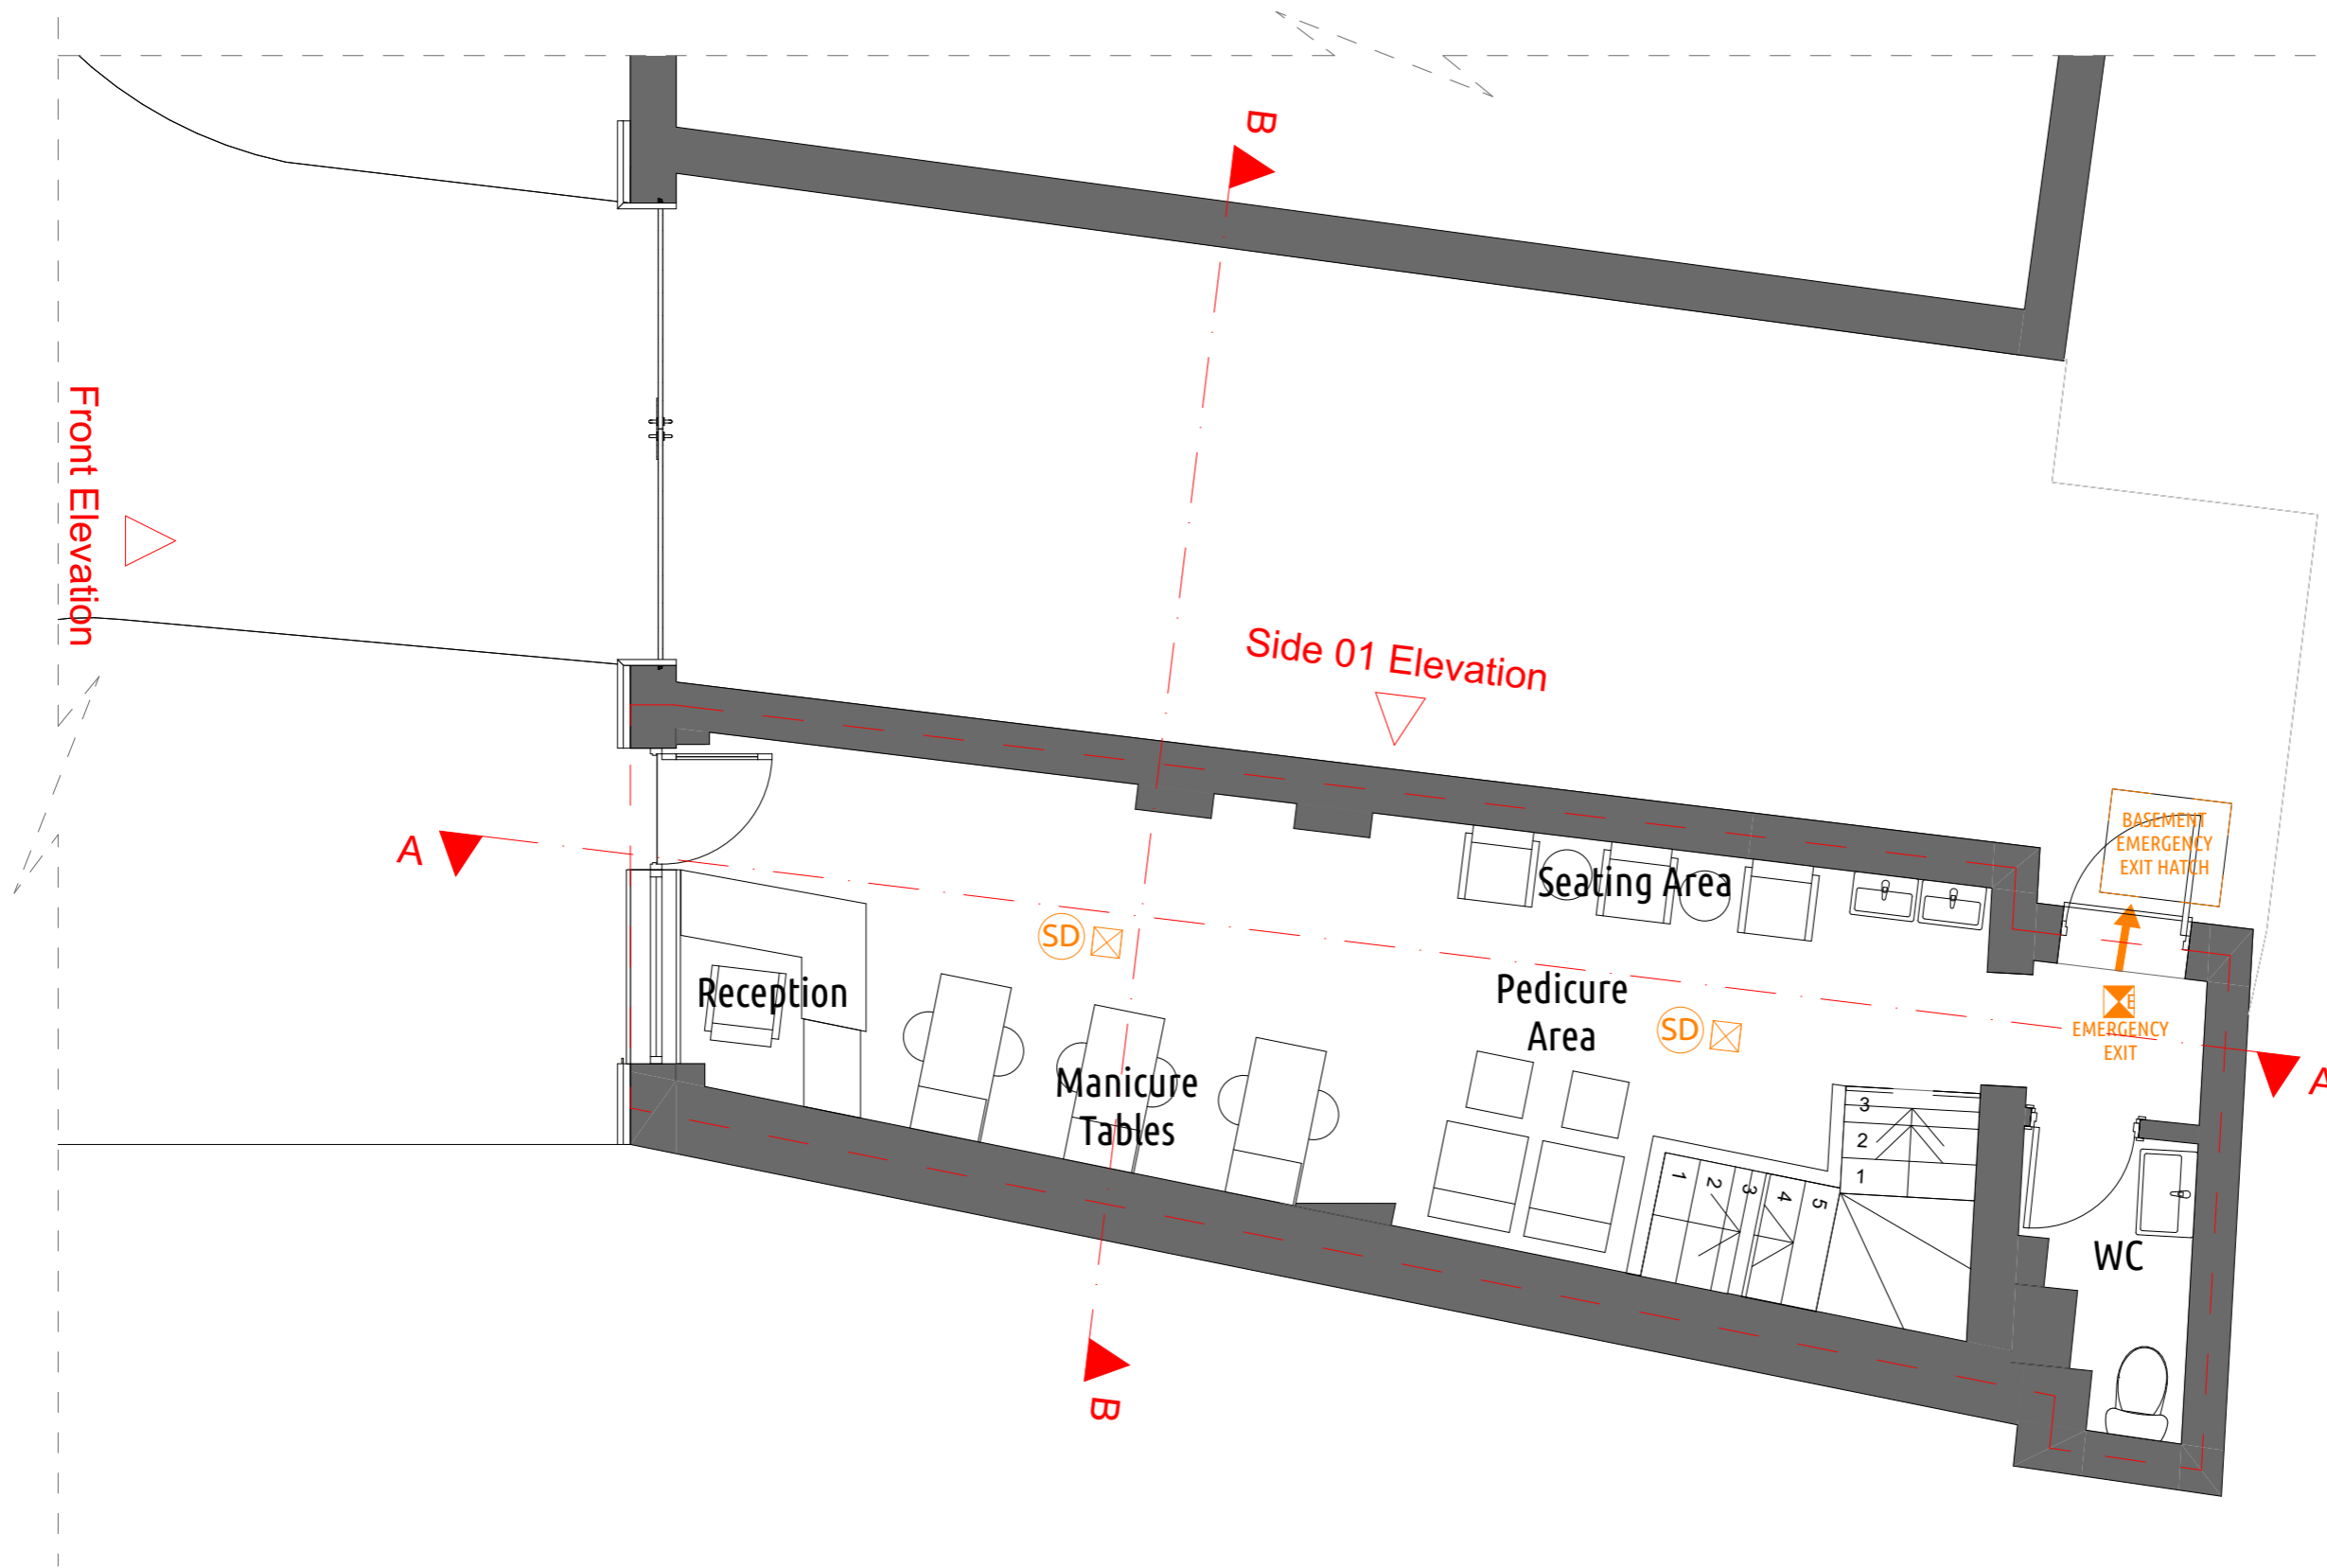 B
Front Elevation
Side 01 Elevation
A
BASEMENT
EMERGENCY
EXIT HATCH
Seating Area
SD
Reception
Pedicure
Area
SD
E
EMERGENCY
EXIT
A
Manicure
Tables
3
2
1
1
2
3
4
5
WC
B